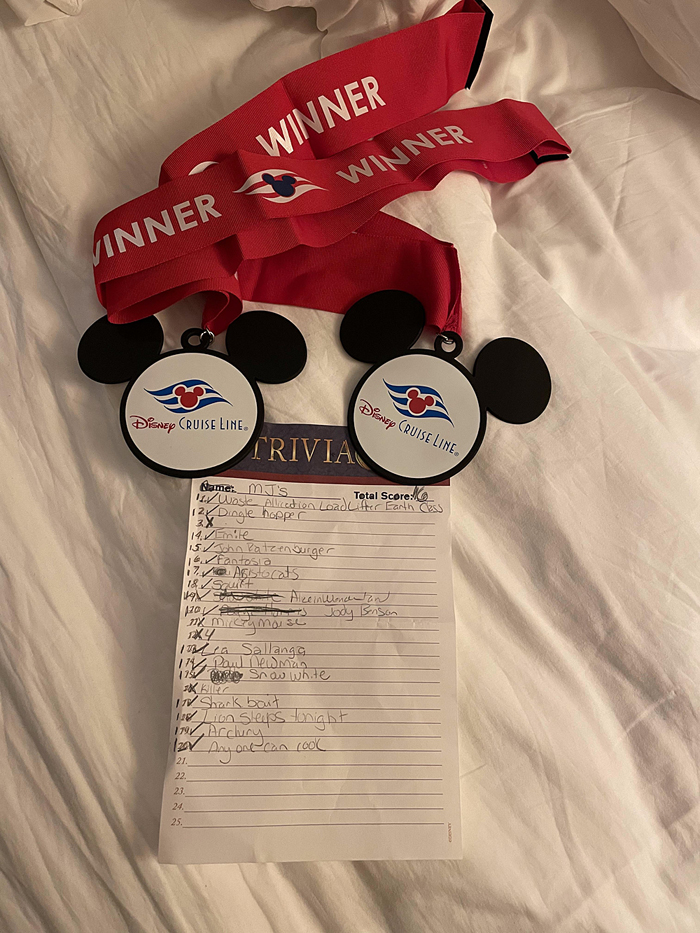 WINNER
WINNER
WINNER
DISNEY CRUISE LINE®
DISNEY CRUISE LINE®
TRIVIA
Name: MJ's
Total Score: 16
1. ✓ Waste Allication Load Lifter Earth Class
2. ✓ Dingle hopper
3. X
4. ✓
5. ✓ John Ratzenburger
6. ✓ Fantasia
7. ✓ Aristocats
8. ✓ Squirt
9. ✓ Alice in Wonderland
10. ✓ Jody Benson
11. Mickey Mouse
12. X 4
13. ✓ Lea Sallanga
14. ✓ Paul Newman
15. ✓ Snow white
16. X Killer
17. ✓ Shark bait
18. ✓ Lion sleeps tonight
19. ✓ Archery
20. ✓ Any one can cook
21.
22.
23.
24.
25.